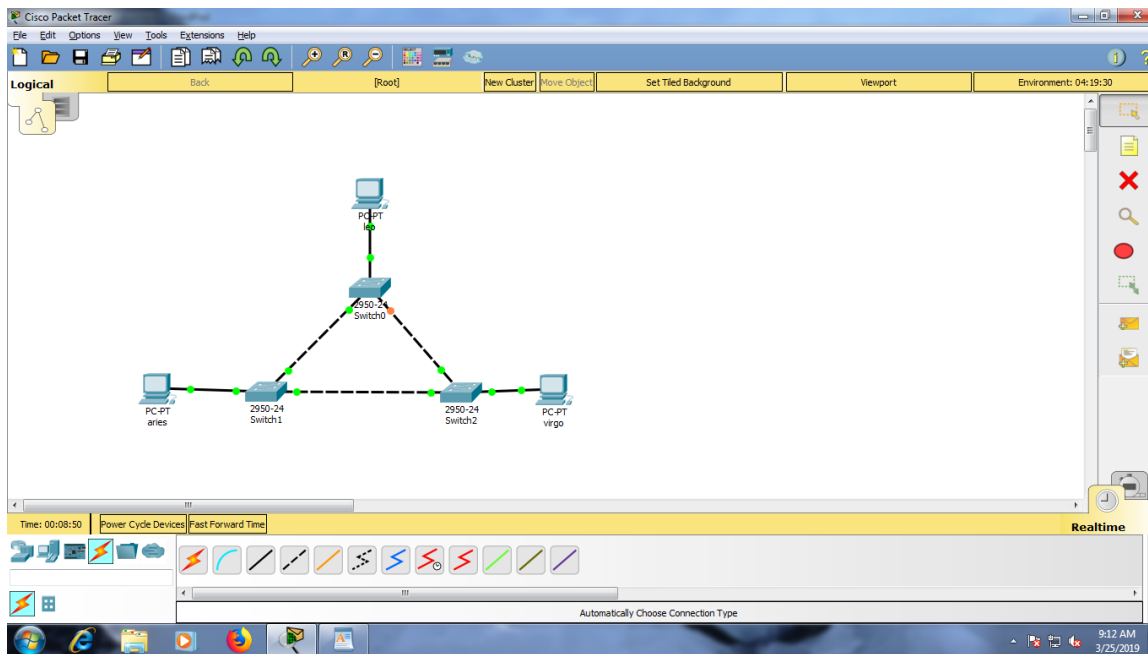 Cisco Packet Tracer
File Edit Options View Tools Extensions Help
Logical Back [Root] New Cluster Move Object Set Tiled Background Viewport Environment: 04:19:30
PC-PT
leo
2950-24
Switch0
PC-PT
aries
2950-24
Switch1
2950-24
Switch2
PC-PT
virgo
Time: 00:08:50 Power Cycle Devices Fast Forward Time Realtime
Automatically Choose Connection Type
9:12 AM
3/25/2019